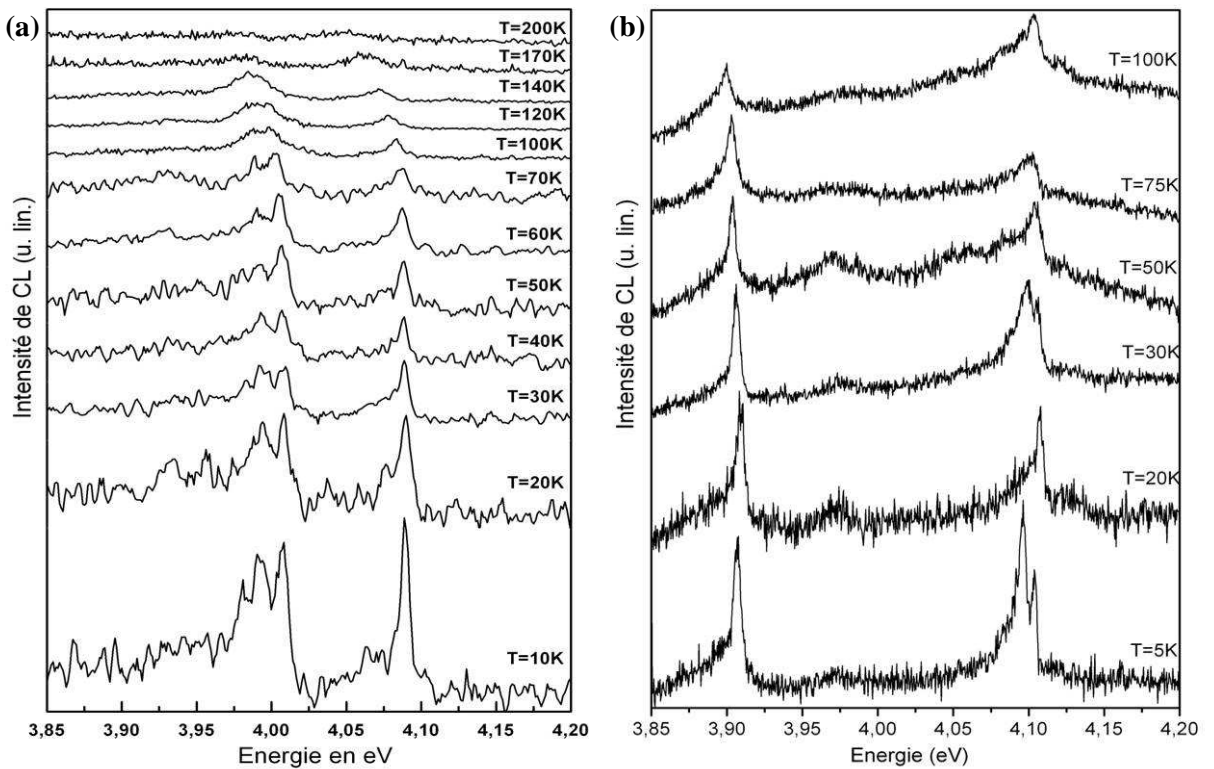 (a)
T=200K
T=170K
T=140K
T=120K
T=100K
T=70K
T=60K
T=50K
T=40K
T=30K
T=20K
T=10K
Intensité de CL (u. lin.)
3,85 3,90 3,95 4,00 4,05 4,10 4,15 4,20
Energie en eV
(b)
T=100K
T=75K
T=50K
T=30K
T=20K
T=5K
Intensité de CL (u. lin.)
3,85 3,90 3,95 4,00 4,05 4,10 4,15 4,20
Energie (eV)